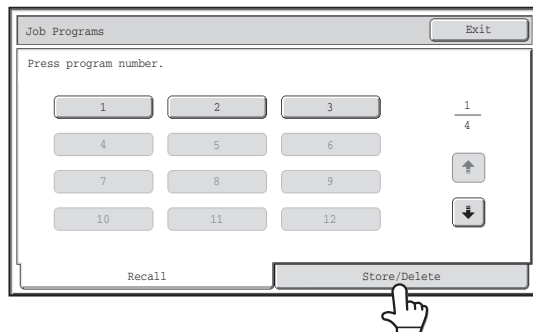 Job Programs Exit
Press program number.
1 2 3 1
4
4 5 6
7 8 9
10 11 12
Recall Store/Delete